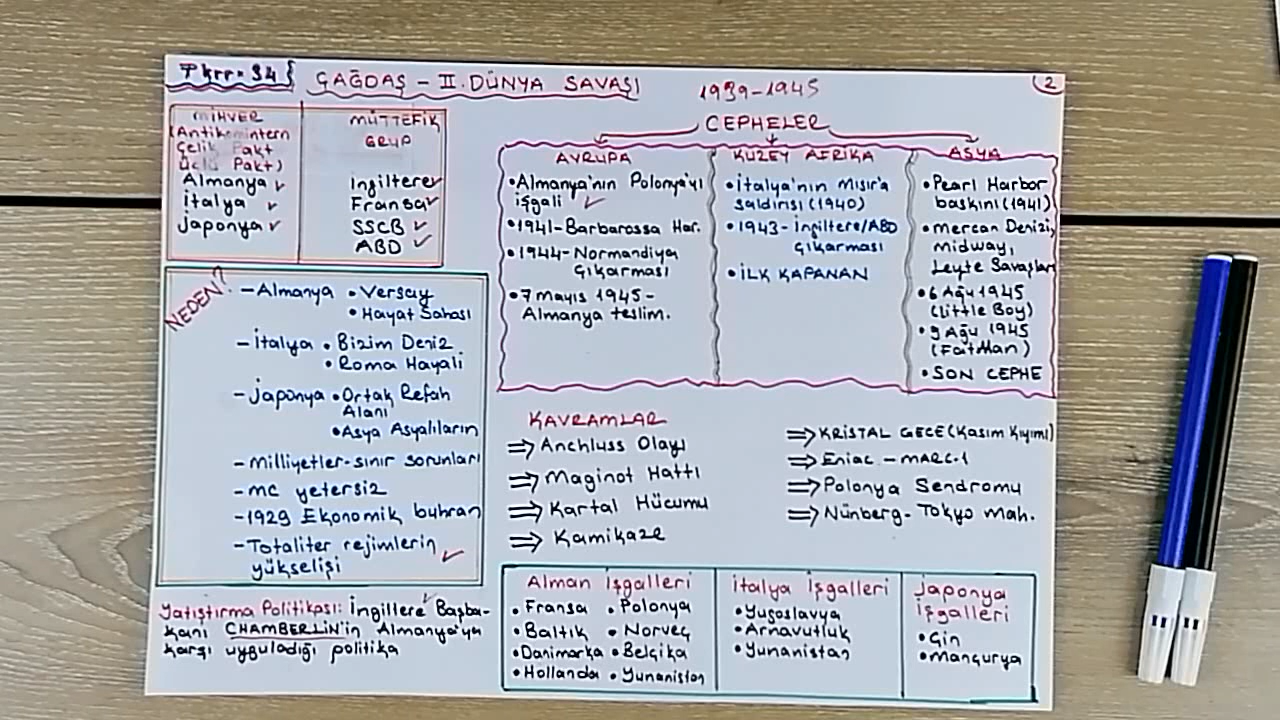 ÇAĞDAŞ - II. DÜNYA SAVAŞI
1939-1945
2
MİHVER
(Antikomintern
Çelik Pakt
Üçlü Pakt)
Almanya
İtalya
Japonya
MÜTTEFİK
GRUP
İngiltere
Fransa
SSCB
ABD
NEDEN?
- Almanya • Versay
• Hayat Sahası
- İtalya • Bizim Deniz
• Roma Hayali
- Japonya • Ortak Refah
Alanı
• Asya Asyalıların
- Milliyetler-sınır sorunları
- MC yetersiz
- 1929 Ekonomik buhran
- Totaliter rejimlerin
yükselişi
Yatıştırma Politikası: İngiltere Başba-
kanı CHAMBERLİN'in Almanya'ya
karşı uyguladığı politika
CEPHELER
AVRUPA
• Almanya'nın Polonya'yı
işgali
• 1941-Barbarossa Har.
• 1944-Normandiya
Çıkarması
• 7 Mayıs 1945-
Almanya teslim.
KUZEY AFRİKA
• İtalya'nın Mısır'a
saldırısı (1940)
• 1943-İngiltere/ABD
Çıkarması
• İLK KAPANAN
ASYA
• Pearl Harbor
baskını (1941)
• Mercan Denizi,
Midway,
Leyte Savaşları
• 6 Ağu 1945
(Little Boy)
• 9 Ağu 1945
(Fat Man)
• SON CEPHE
KAVRAMLAR
⇒ Anchluss Olayı
⇒ Maginot Hattı
⇒ Kartal Hücumu
⇒ Kamikaze
⇒ KRİSTAL GECE (Kasım Kıyımı)
⇒ Eniac - MARC-1
⇒ Polonya Sendromu
⇒ Nünberg-Tokyo Mah.
Alman İşgalleri
• Fransa • Polonya
• Baltık • Norveç
• Danimarka • Belçika
• Hollanda • Yunanistan
İtalya İşgalleri
• Yugoslavya
• Arnavutluk
• Yunanistan
Japonya
İşgalleri
• Çin
• Mançurya